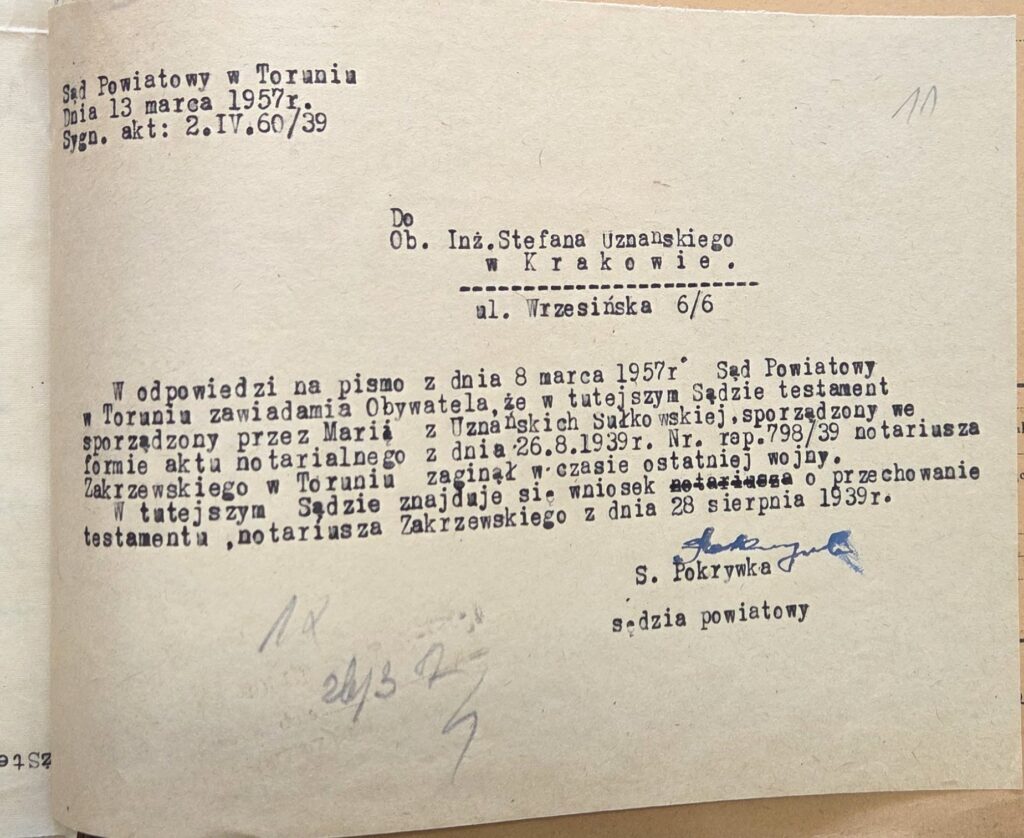 11
Sąd Powiatowy w Toruniu
Dnia 13 marca 1957r.
Sygn. akt: 2.IV.60/39
Do
Ob. Inż.Stefana Uznanskiego
w Krakowie.
ul. Wrzesińska 6/6
W odpowiedzi na pismo z dnia 8 marca 1957r Sąd Powiatowy
w Toruniu zawiadamia Obywatela,że w tutejszym Sądzie testament
sporządzony przez Marię z Uznańskich Sułkowskiej,sporządzony we
formie aktu notarialnego z dnia 26.8.1939r. Nr. rep.798/39 notariusza
Zakrzewskiego w Toruniu zaginął w czasie ostatniej wojny.
W tutejszym Sądzie znajduje się wniosek notariusza o przechowanie
testamentu ,notariusza Zakrzewskiego z dnia 28 sierpnia 1939r.
S. Pokrywka
sędzia powiatowy